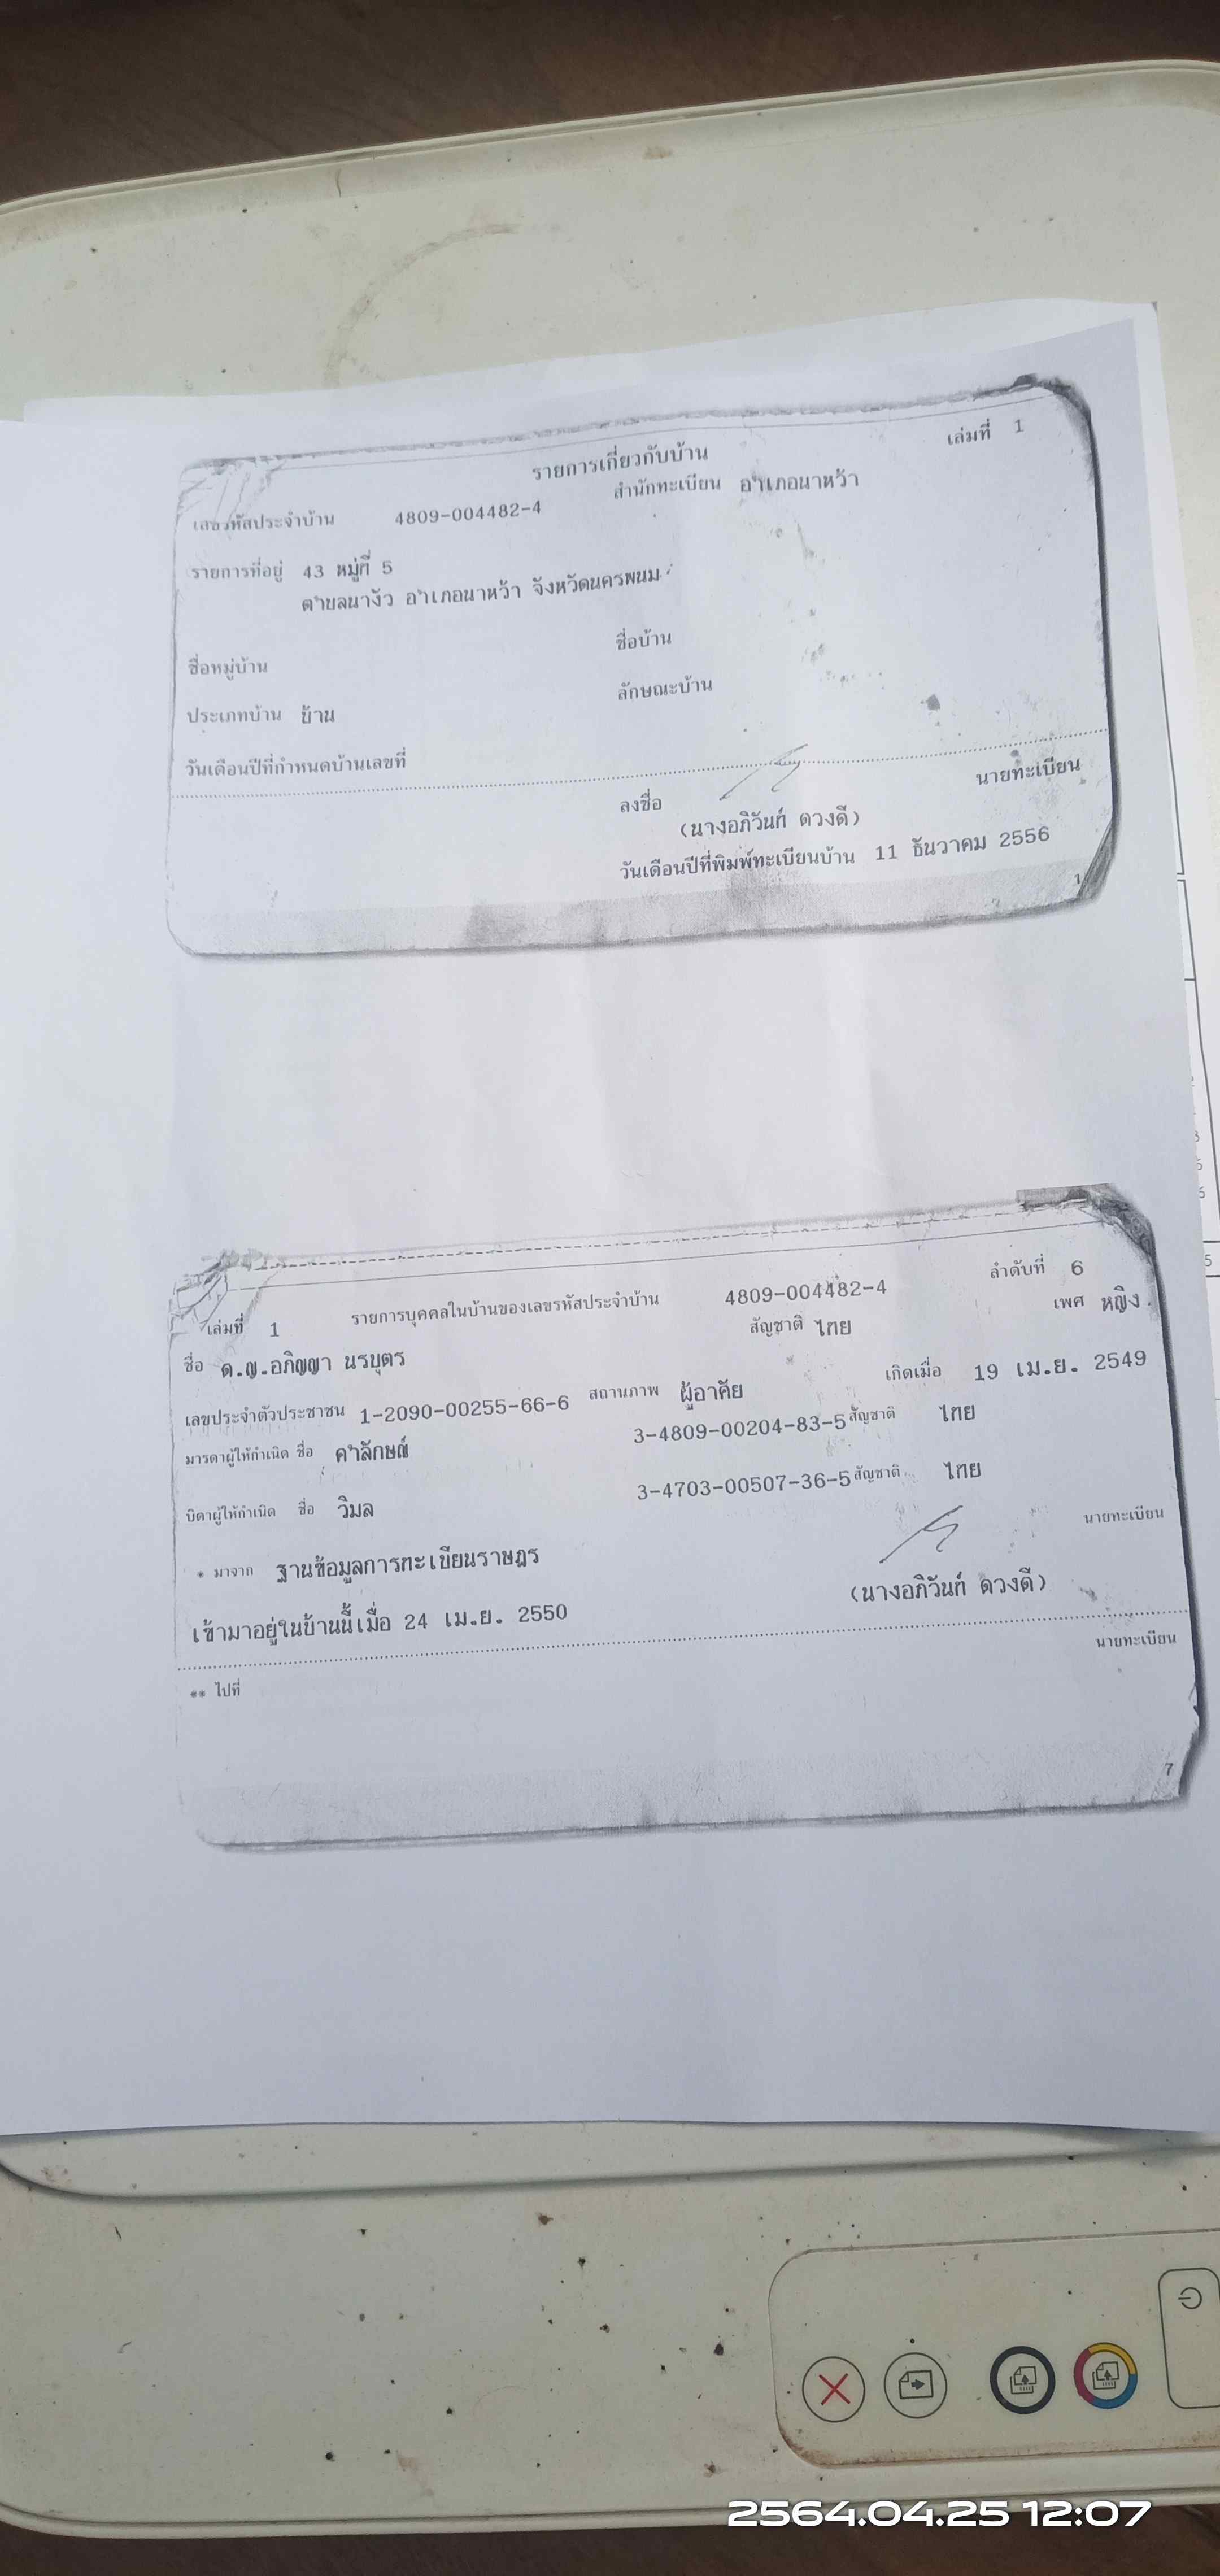 รายการเกี่ยวกับบ้าน เล่มที่ 1
เลขรหัสประจำบ้าน 4809-004482-4 สำนักทะเบียน อำเภอนาหว้า
รายการที่อยู่ 43 หมู่ที่ 5
ตำบลนางัว อำเภอนาหว้า จังหวัดนครพนม
ชื่อหมู่บ้าน ชื่อบ้าน
ประเภทบ้าน บ้าน ลักษณะบ้าน
วันเดือนปีที่กำหนดบ้านเลขที่
ลงชื่อ นายทะเบียน
(นางอภิวันท์ ดวงดี)
วันเดือนปีที่พิมพ์ทะเบียนบ้าน 11 ธันวาคม 2556
1
เล่มที่ 1 รายการบุคคลในบ้านของเลขรหัสประจำบ้าน 4809-004482-4 ลำดับที่ 6
ชื่อ ด.ญ.อภิญญา นรบุตร สัญชาติ ไทย เพศ หญิง
เลขประจำตัวประชาชน 1-2090-00255-66-6 สถานภาพ ผู้อาศัย เกิดเมื่อ 19 เม.ย. 2549
มารดาผู้ให้กำเนิด ชื่อ คำลักษณ์ 3-4809-00204-83-5 สัญชาติ ไทย
บิดาผู้ให้กำเนิด ชื่อ วิมล 3-4703-00507-36-5 สัญชาติ ไทย
* มาจาก ฐานข้อมูลการทะเบียนราษฎร นายทะเบียน
เข้ามาอยู่ในบ้านนี้เมื่อ 24 เม.ย. 2550 (นางอภิวันท์ ดวงดี)
** ไปที่ นายทะเบียน
7
2564.04.25 12:07